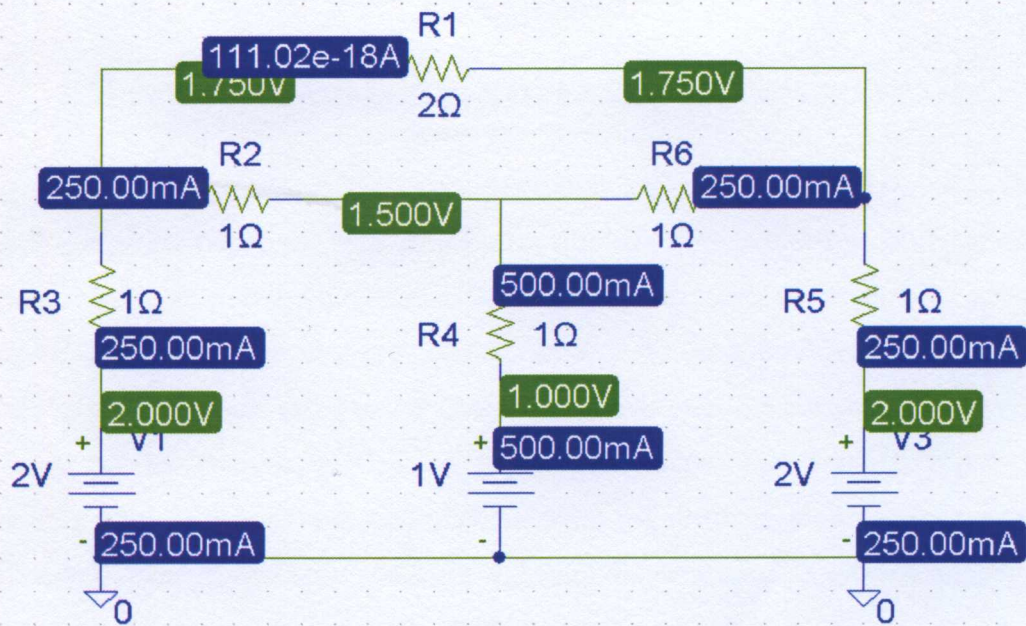 R1
111.02e-18A
1.750V
1.750V
2Ω
R2
R6
250.00mA
250.00mA
1.500V
1Ω
1Ω
500.00mA
R3
1Ω
R4
1Ω
R5
1Ω
250.00mA
250.00mA
1.000V
2.000V
2.000V
+
V1
+
500.00mA
+
V3
2V
1V
2V
-
250.00mA
-
-
250.00mA
0
0